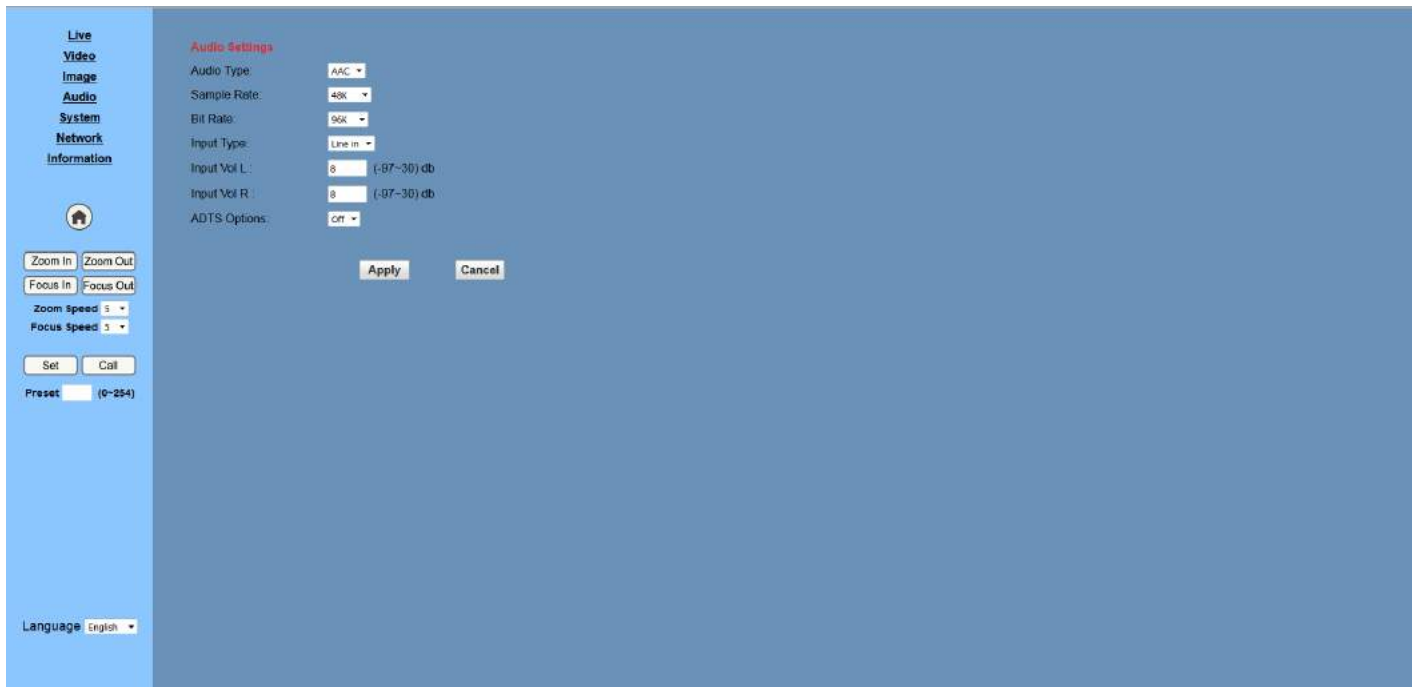 Live
Video
Image
Audio
System
Network
Information
Zoom In Zoom Out
Focus In Focus Out
Zoom Speed 5
Focus Speed 5
Set Call
Preset (0~254)
Language English
Audio Settings
Audio Type: AAC
Sample Rate: 48K
Bit Rate: 96K
Input Type: Line in
Input Vol L : 8 (-97~30) db
Input Vol R : 8 (-97~30) db
ADTS Options: Off
Apply Cancel